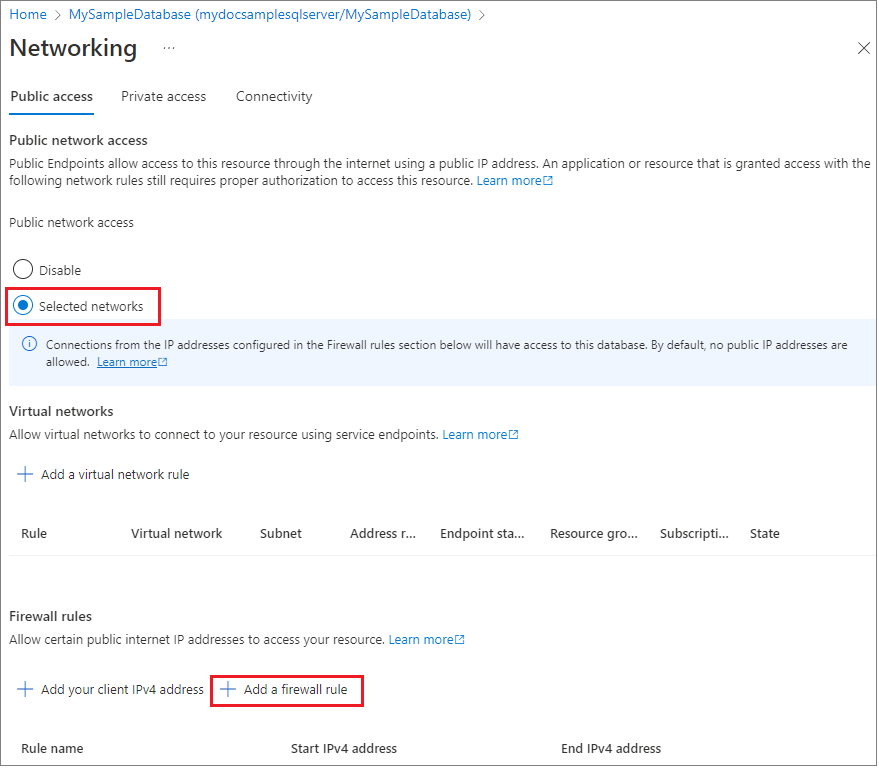 Home > MySampleDatabase (mydocsamplesqlserver/MySampleDatabase) >
Networking ...
Public access Private access Connectivity
Public network access
Public Endpoints allow access to this resource through the internet using a public IP address. An application or resource that is granted access with the
following network rules still requires proper authorization to access this resource. Learn more
Public network access
Disable
Selected networks
Connections from the IP addresses configured in the Firewall rules section below will have access to this database. By default, no public IP addresses are
allowed. Learn more
Virtual networks
Allow virtual networks to connect to your resource using service endpoints. Learn more
+ Add a virtual network rule
Rule Virtual network Subnet Address r... Endpoint sta... Resource gro... Subscripti... State
Firewall rules
Allow certain public internet IP addresses to access your resource. Learn more
+ Add your client IPv4 address + Add a firewall rule
Rule name Start IPv4 address End IPv4 address